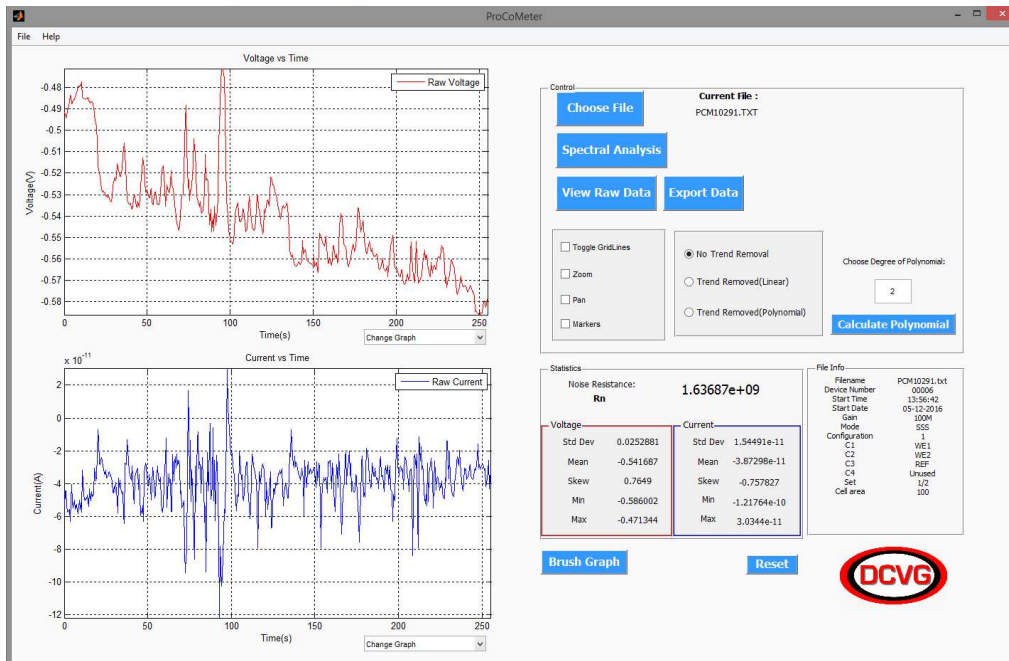 ProCoMeter
File Help
Voltage vs Time
Raw Voltage
Voltage(V)
-0.48
-0.49
-0.5
-0.51
-0.52
-0.53
-0.54
-0.55
-0.56
-0.57
-0.58
0 50 100 150 200 250
Time(s)
Change Graph
Current vs Time
x 10⁻¹¹
Raw Current
Current(A)
2
0
-2
-4
-6
-8
-10
-12
0 50 100 150 200 250
Time(s)
Change Graph
Control
Choose File
Current File :
PCM10291.TXT
Spectral Analysis
View Raw Data
Export Data
Toggle GridLines
Zoom
Pan
Markers
No Trend Removal
Trend Removed(Linear)
Trend Removed(Polynomial)
Choose Degree of Polynomial:
2
Calculate Polynomial
Statistics
Noise Resistance:
Rn
1.63687e+09
Voltage
Std Dev 0.0252881
Mean -0.541687
Skew 0.7649
Min -0.586002
Max -0.471344
Current
Std Dev 1.54491e-11
Mean -3.87298e-11
Skew -0.757827
Min -1.21764e-10
Max 3.0344e-11
File Info
Filename PCM10291.txt
Device Number 00006
Start Time 13:56:42
Start Date 05-12-2016
Gain 100M
Mode SSS
Configuration 1
C1 WE1
C2 WE2
C3 REF
C4 Unused
Set 1/2
Cell area 100
Brush Graph
Reset
DCVG